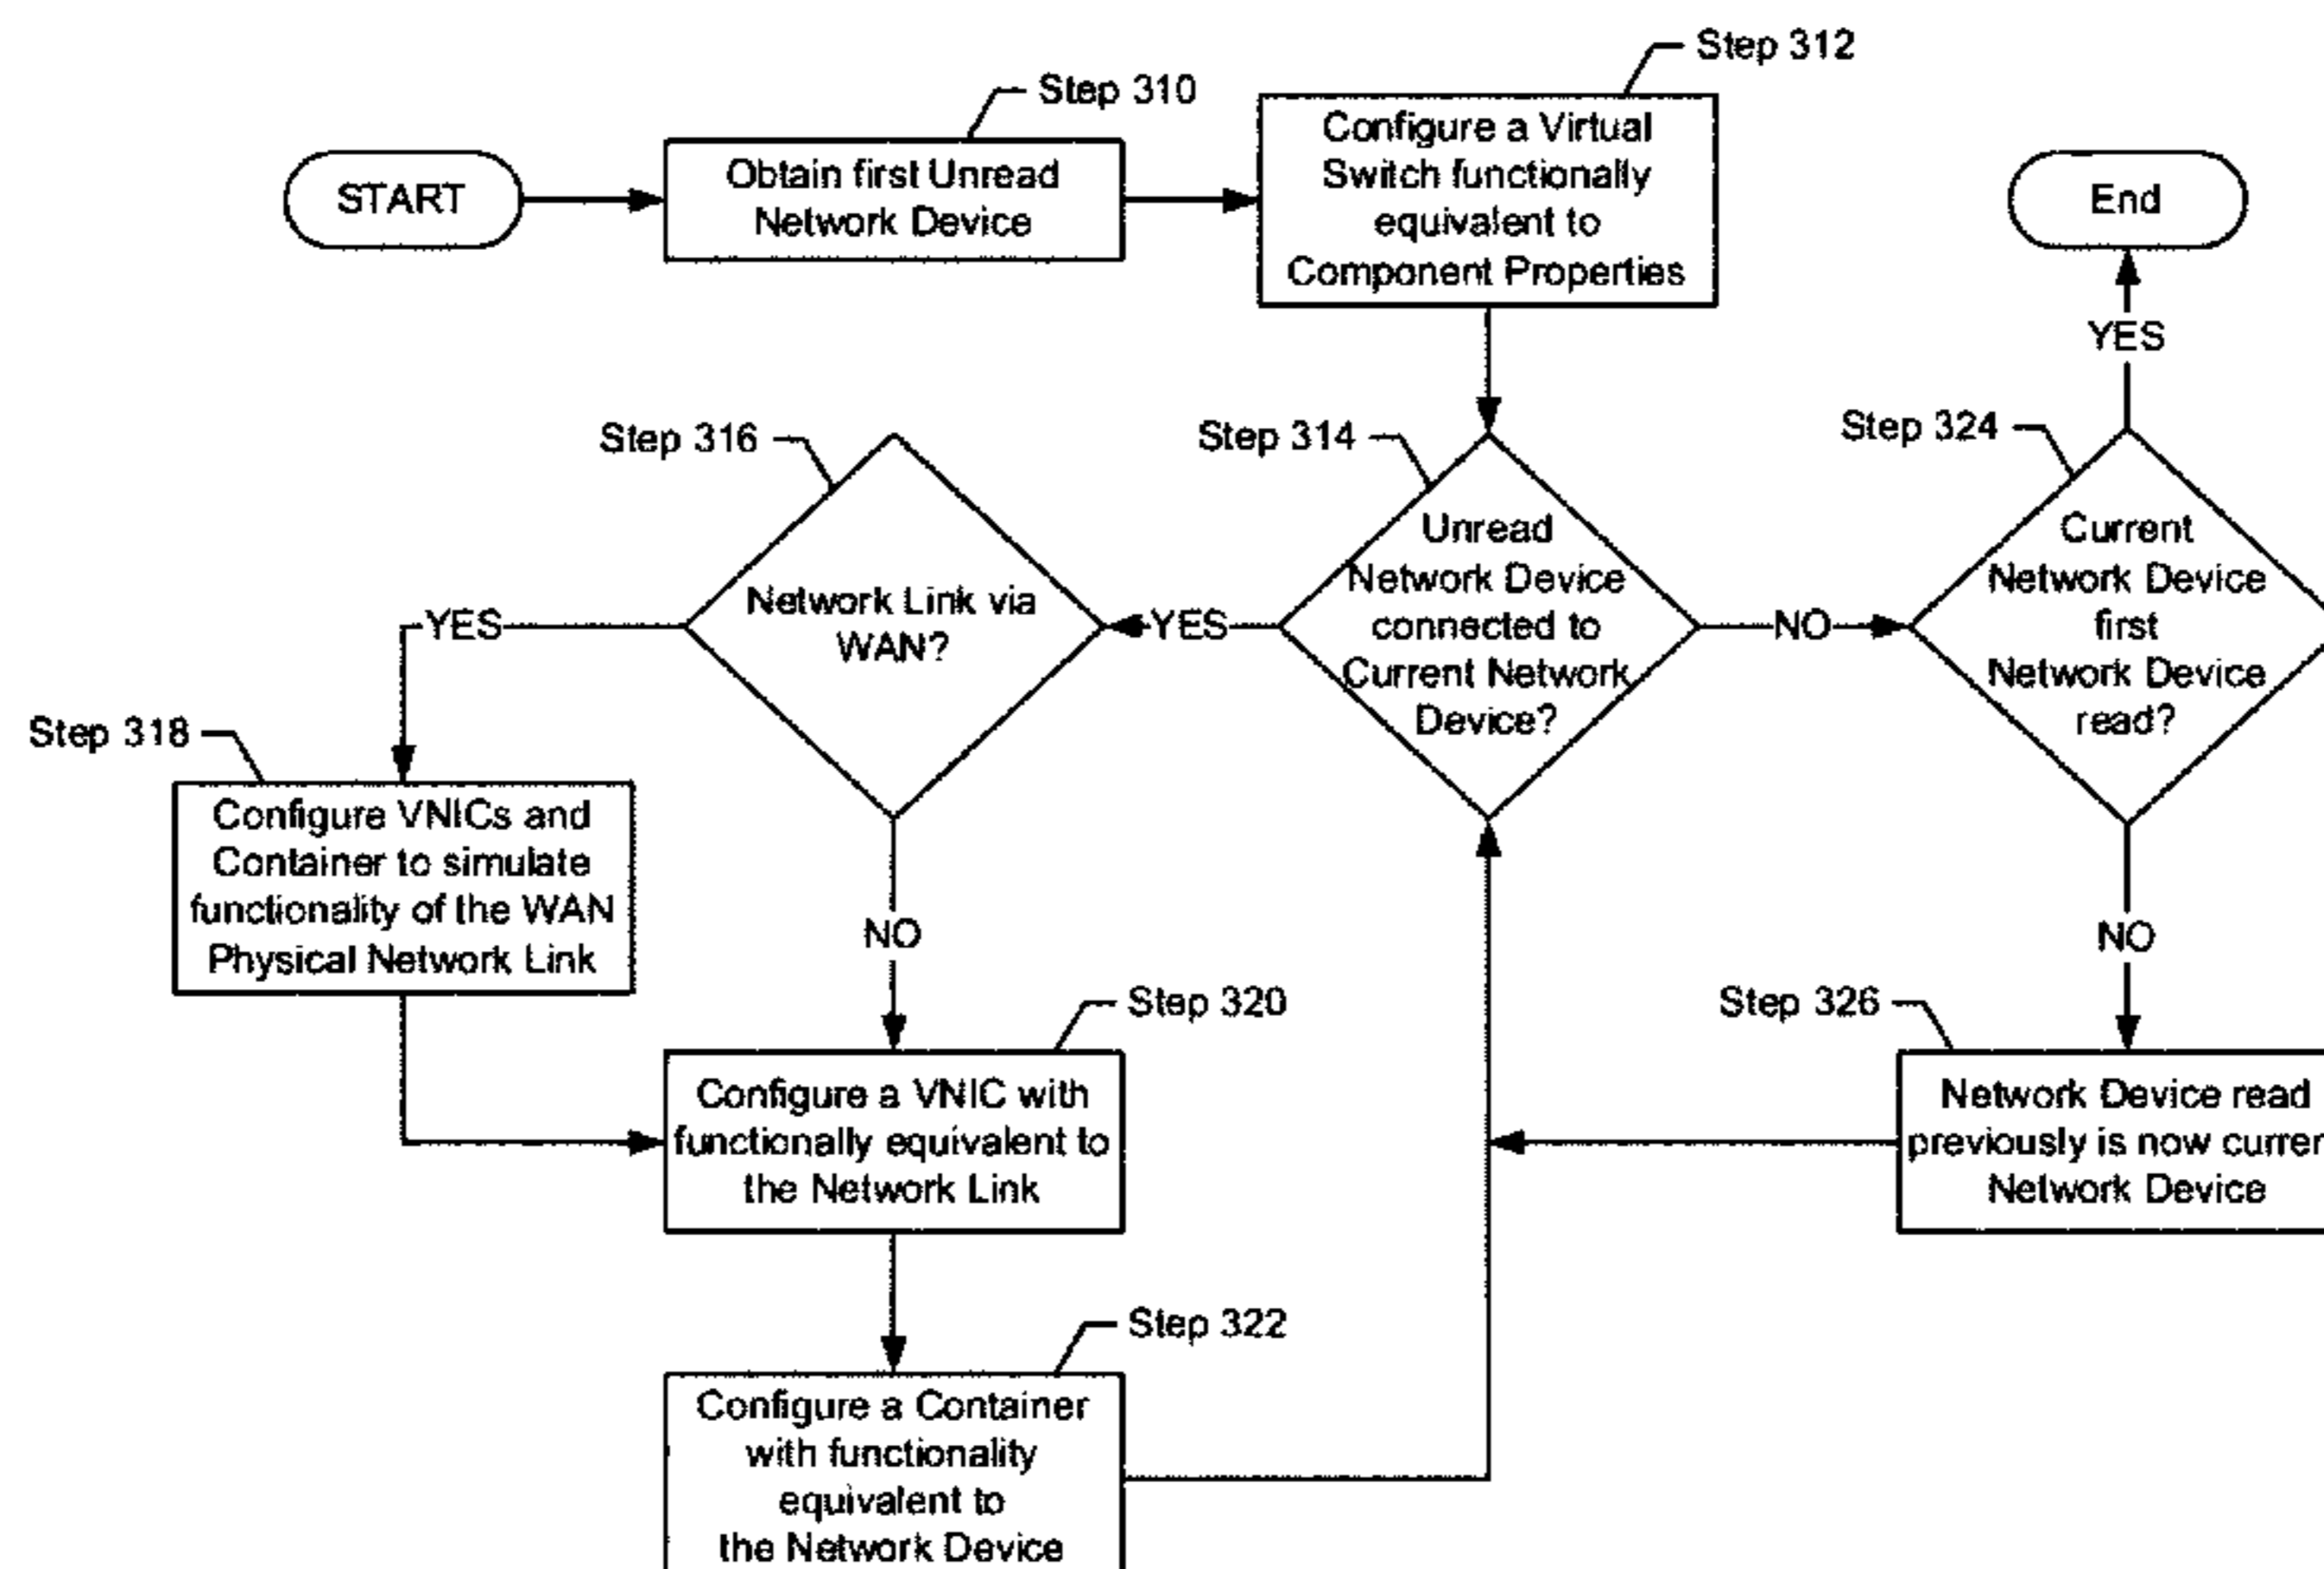 Step 312
Step 310
START
Obtain first Unread
Network Device
Configure a Virtual
Switch functionally
equivalent to
Component Properties
End
YES
Step 316
Step 314
Step 324
Network Link via
WAN?
Unread
Network Device
connected to
Current Network
Device?
Current
Network Device
first
Network Device
read?
YES
YES
NO
Step 318
Configure VNICs and
Container to simulate
functionality of the WAN
Physical Network Link
NO
NO
Step 320
Step 326
Configure a VNIC with
functionally equivalent to
the Network Link
Network Device read
previously is now curren
Network Device
Step 322
Configure a Container
with functionality
equivalent to
the Network Device